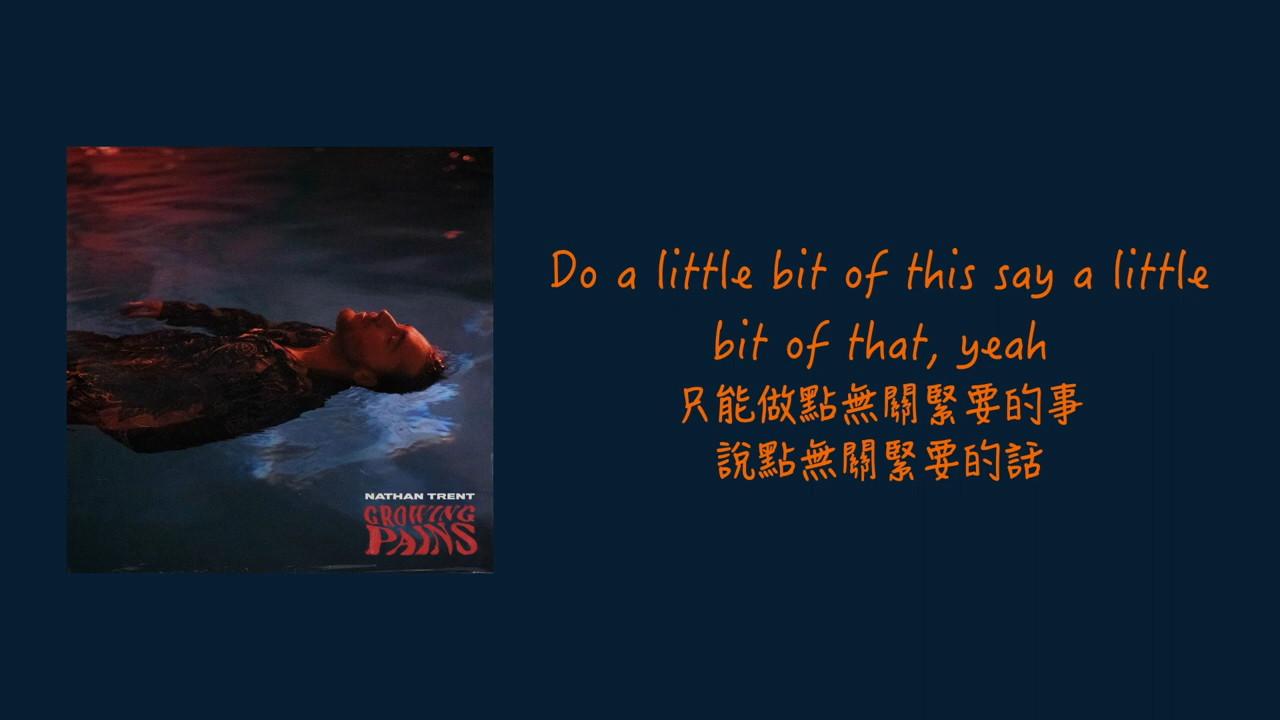 Do a little bit of this say a little
bit of that, yeah
只能做點無關緊要的事
說點無關緊要的話
NATHAN TRENT
GROWING
PAINS